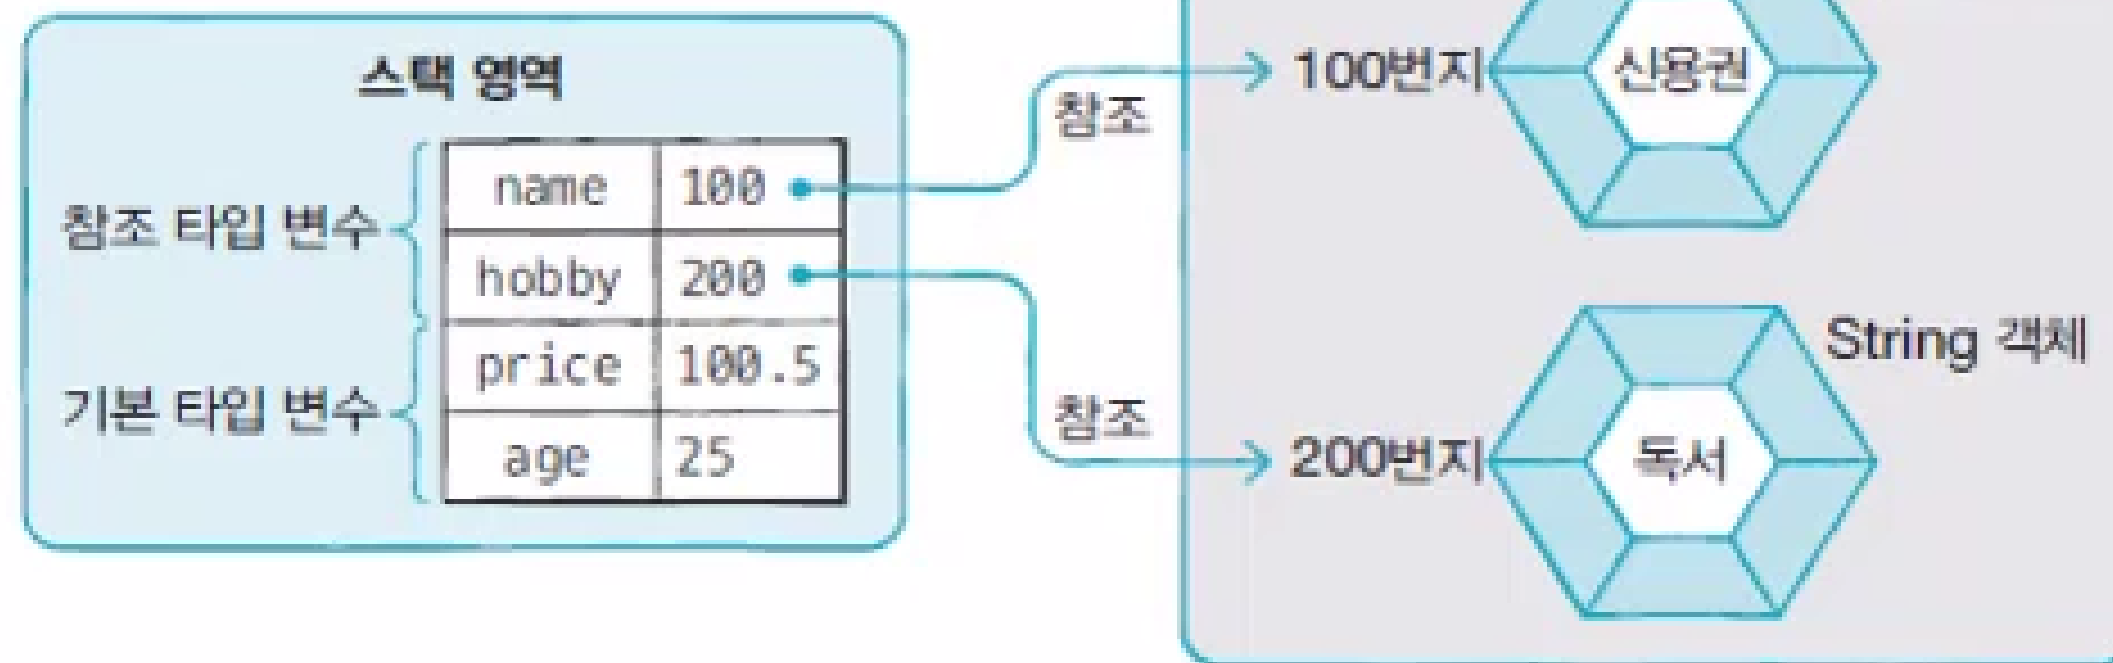 스택 영역
참조 타입 변수
name 100
hobby 200
기본 타입 변수
price 100.5
age 25
참조
참조
100번지 신용권
String 객체
200번지 독서